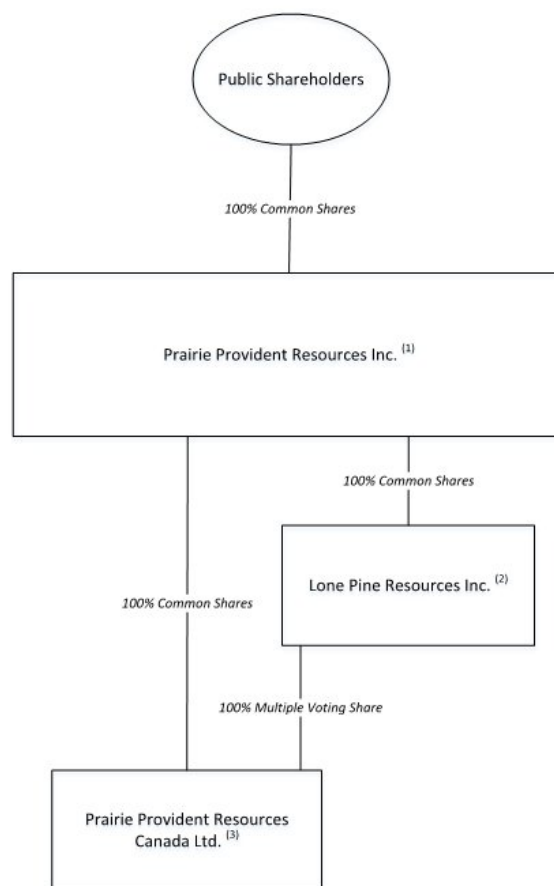 Public Shareholders
100% Common Shares
Prairie Provident Resources Inc. (1)
100% Common Shares
Lone Pine Resources Inc. (2)
100% Common Shares
100% Multiple Voting Share
Prairie Provident Resources
Canada Ltd. (3)